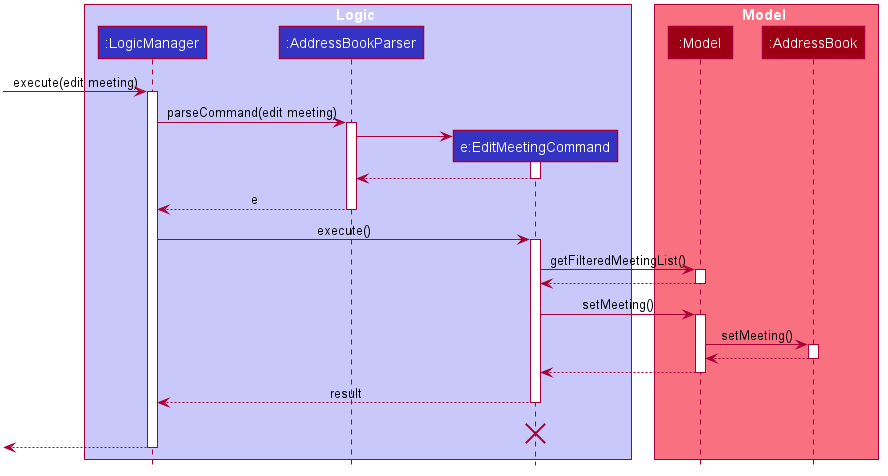 Logic
Model
:LogicManager
:AddressBookParser
:Model
:AddressBook
execute(edit meeting)
parseCommand(edit meeting)
e:EditMeetingCommand
e
execute()
getFilteredMeetingList()
setMeeting()
setMeeting()
result